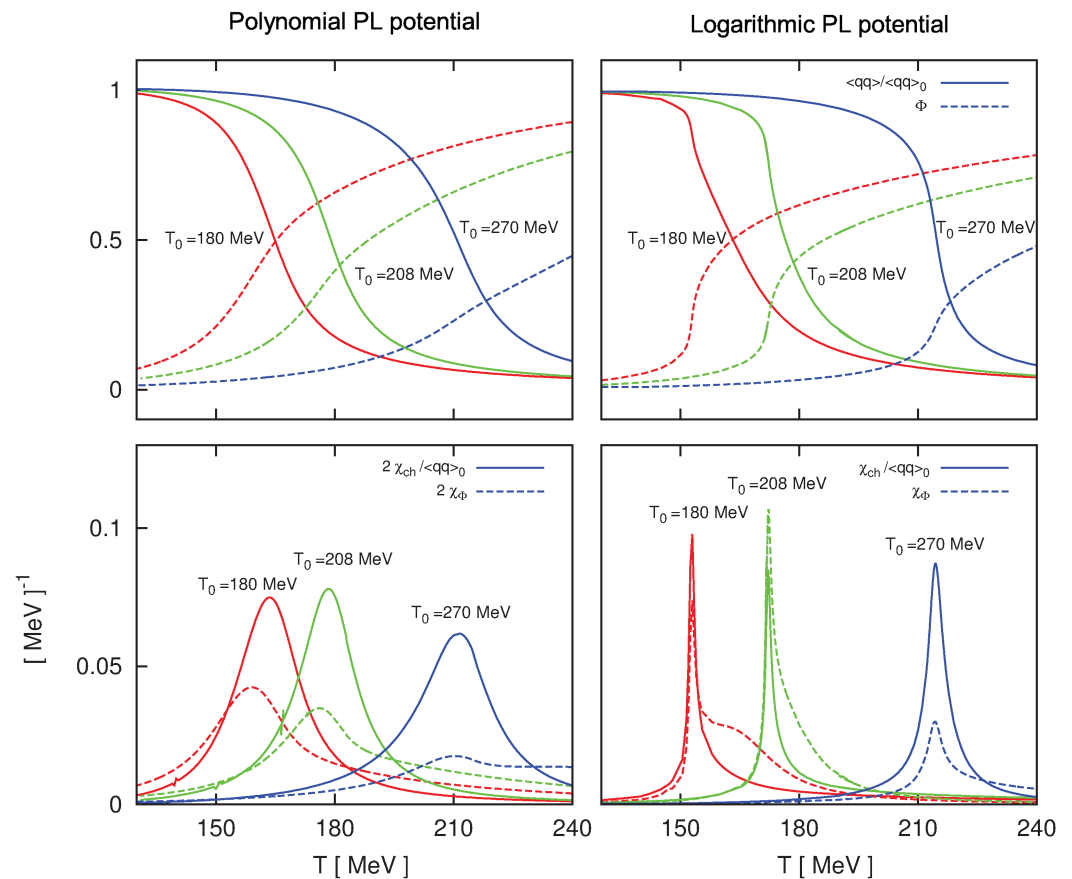 Polynomial PL potential
Logarithmic PL potential
1
0.5
0
T0 =180 MeV
T0 =208 MeV
T0 =270 MeV
<qq>/<qq>0
Φ
T0 =180 MeV
T0 =208 MeV
T0 =270 MeV
[ MeV ]-1
0.1
0.05
0
2 χch /<qq>0
2 χΦ
T0 =180 MeV
T0 =208 MeV
T0 =270 MeV
150
180
210
240
T [ MeV ]
χch /<qq>0
χΦ
T0 =180 MeV
T0 =208 MeV
T0 =270 MeV
150
180
210
240
T [ MeV ]